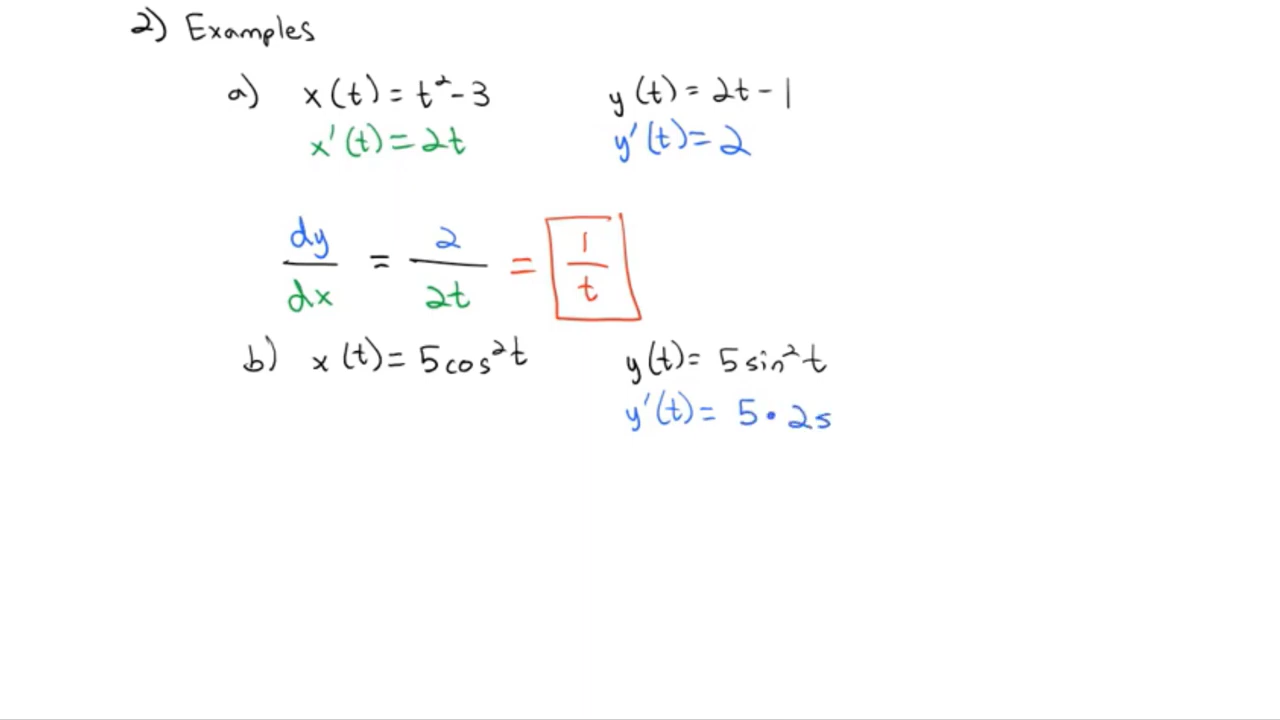 2) Examples
a) x(t) = t² - 3 y(t) = 2t - 1
x'(t) = 2t y'(t) = 2
dy/dx = 2/2t = 1/t
b) x(t) = 5cos²t y(t) = 5sin²t
y'(t) = 5 • 2s